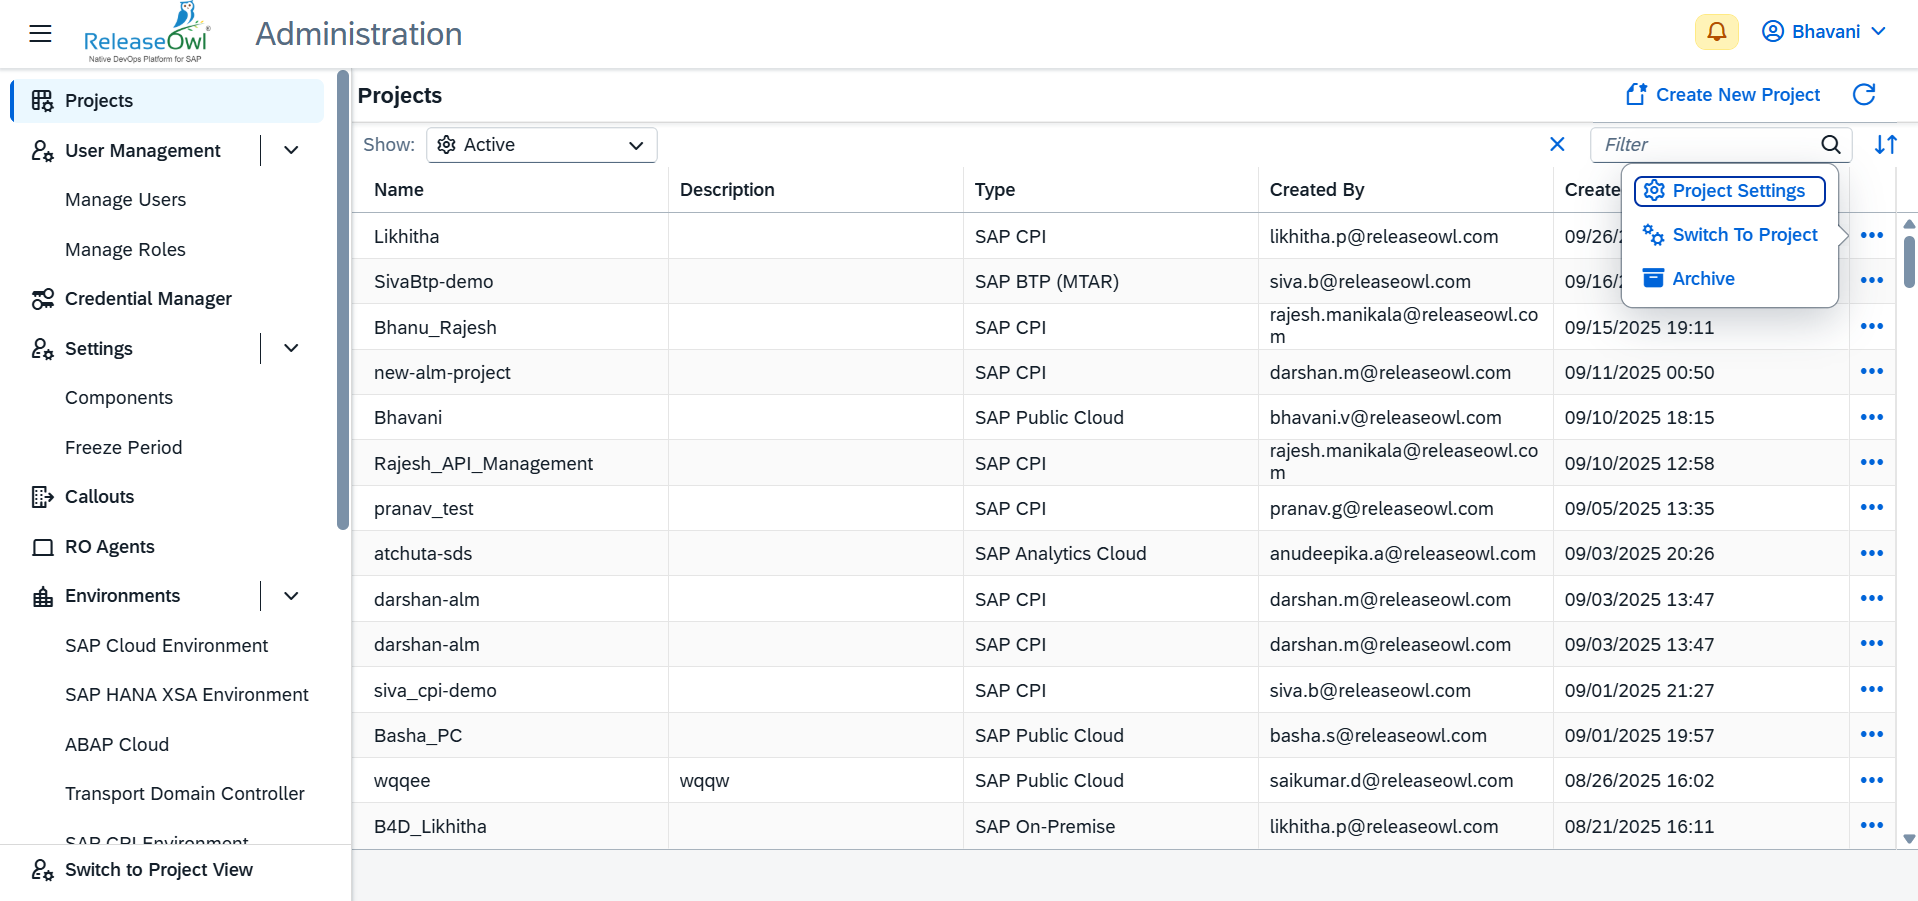 ReleaseOwl
Native DevOps Platform for SAP
Administration
Bhavani
Projects
User Management
Manage Users
Manage Roles
Credential Manager
Settings
Components
Freeze Period
Callouts
RO Agents
Environments
SAP Cloud Environment
SAP HANA XSA Environment
ABAP Cloud
Transport Domain Controller
SAP CPI Environment
Switch to Project View
Projects
Create New Project
Show: Active
Filter
Name Description Type Created By Create
Project Settings
Switch To Project
Archive
Likhitha SAP CPI likhitha.p@releaseowl.com 09/26/
SivaBtp-demo SAP BTP (MTAR) siva.b@releaseowl.com 09/16/
Bhanu_Rajesh SAP CPI rajesh.manikala@releaseowl.co
m 09/15/2025 19:11
new-alm-project SAP CPI darshan.m@releaseowl.com 09/11/2025 00:50
Bhavani SAP Public Cloud bhavani.v@releaseowl.com 09/10/2025 18:15
Rajesh_API_Management SAP CPI rajesh.manikala@releaseowl.co
m 09/10/2025 12:58
pranav_test SAP CPI pranav.g@releaseowl.com 09/05/2025 13:35
atchuta-sds SAP Analytics Cloud anudeepika.a@releaseowl.com 09/03/2025 20:26
darshan-alm SAP CPI darshan.m@releaseowl.com 09/03/2025 13:47
darshan-alm SAP CPI darshan.m@releaseowl.com 09/03/2025 13:47
siva_cpi-demo SAP CPI siva.b@releaseowl.com 09/01/2025 21:27
Basha_PC SAP Public Cloud basha.s@releaseowl.com 09/01/2025 19:57
wqqee wqqw SAP Public Cloud saikumar.d@releaseowl.com 08/26/2025 16:02
B4D_Likhitha SAP On-Premise likhitha.p@releaseowl.com 08/21/2025 16:11